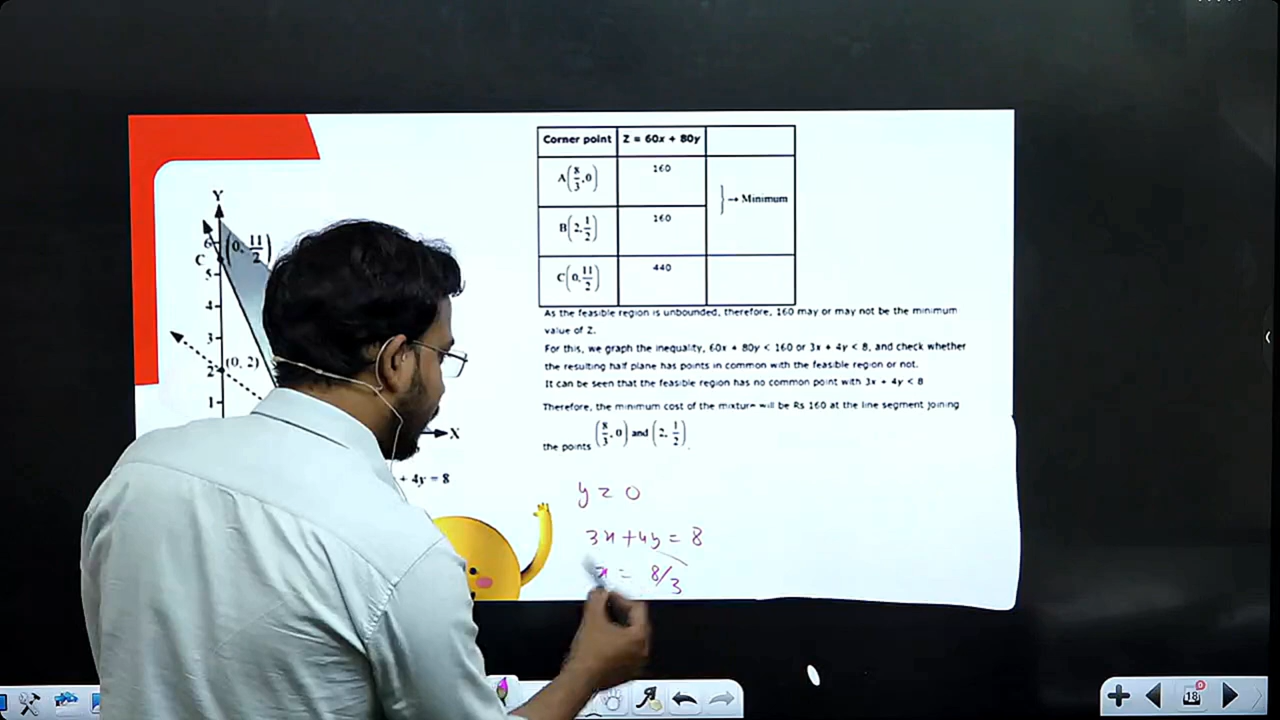 Corner point Z = 60x + 80y
A(8/3, 0) 160
} → Minimum
B(2, 1/2) 160
C(0, 11/2) 440
As the feasible region is unbounded, therefore, 160 may or may not be the minimum
value of Z.
For this, we graph the inequality, 60x + 80y < 160 or 3x + 4y < 8, and check whether
the resulting half plane has points in common with the feasible region or not.
It can be seen that the feasible region has no common point with 3x + 4y < 8
Therefore, the minimum cost of the mixture will be Rs 160 at the line segment joining
the points (8/3, 0) and (2, 1/2).
Y
6
(0, 11/2)
C
5
4
3
(0, 2)
2
1
X
+ 4y = 8
y = 0
3x + 4y = 8
x = 8/3
18